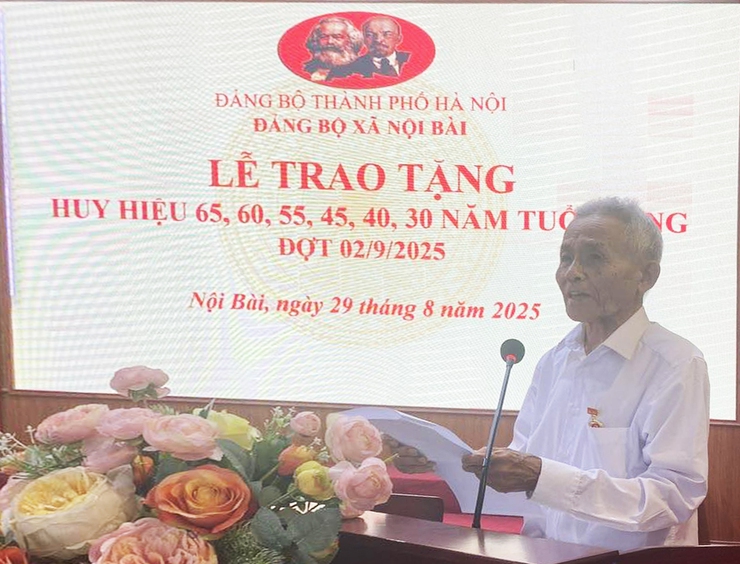 ĐẢNG BỘ THÀNH PHỐ HÀ NỘI
ĐẢNG BỘ XÃ NỘI BÀI
LỄ TRAO TẶNG
HUY HIỆU 65, 60, 55, 45, 40, 30 NĂM
ĐỢT 02/9/2025
Nội Bài, ngày 29 tháng 8 năm 2025